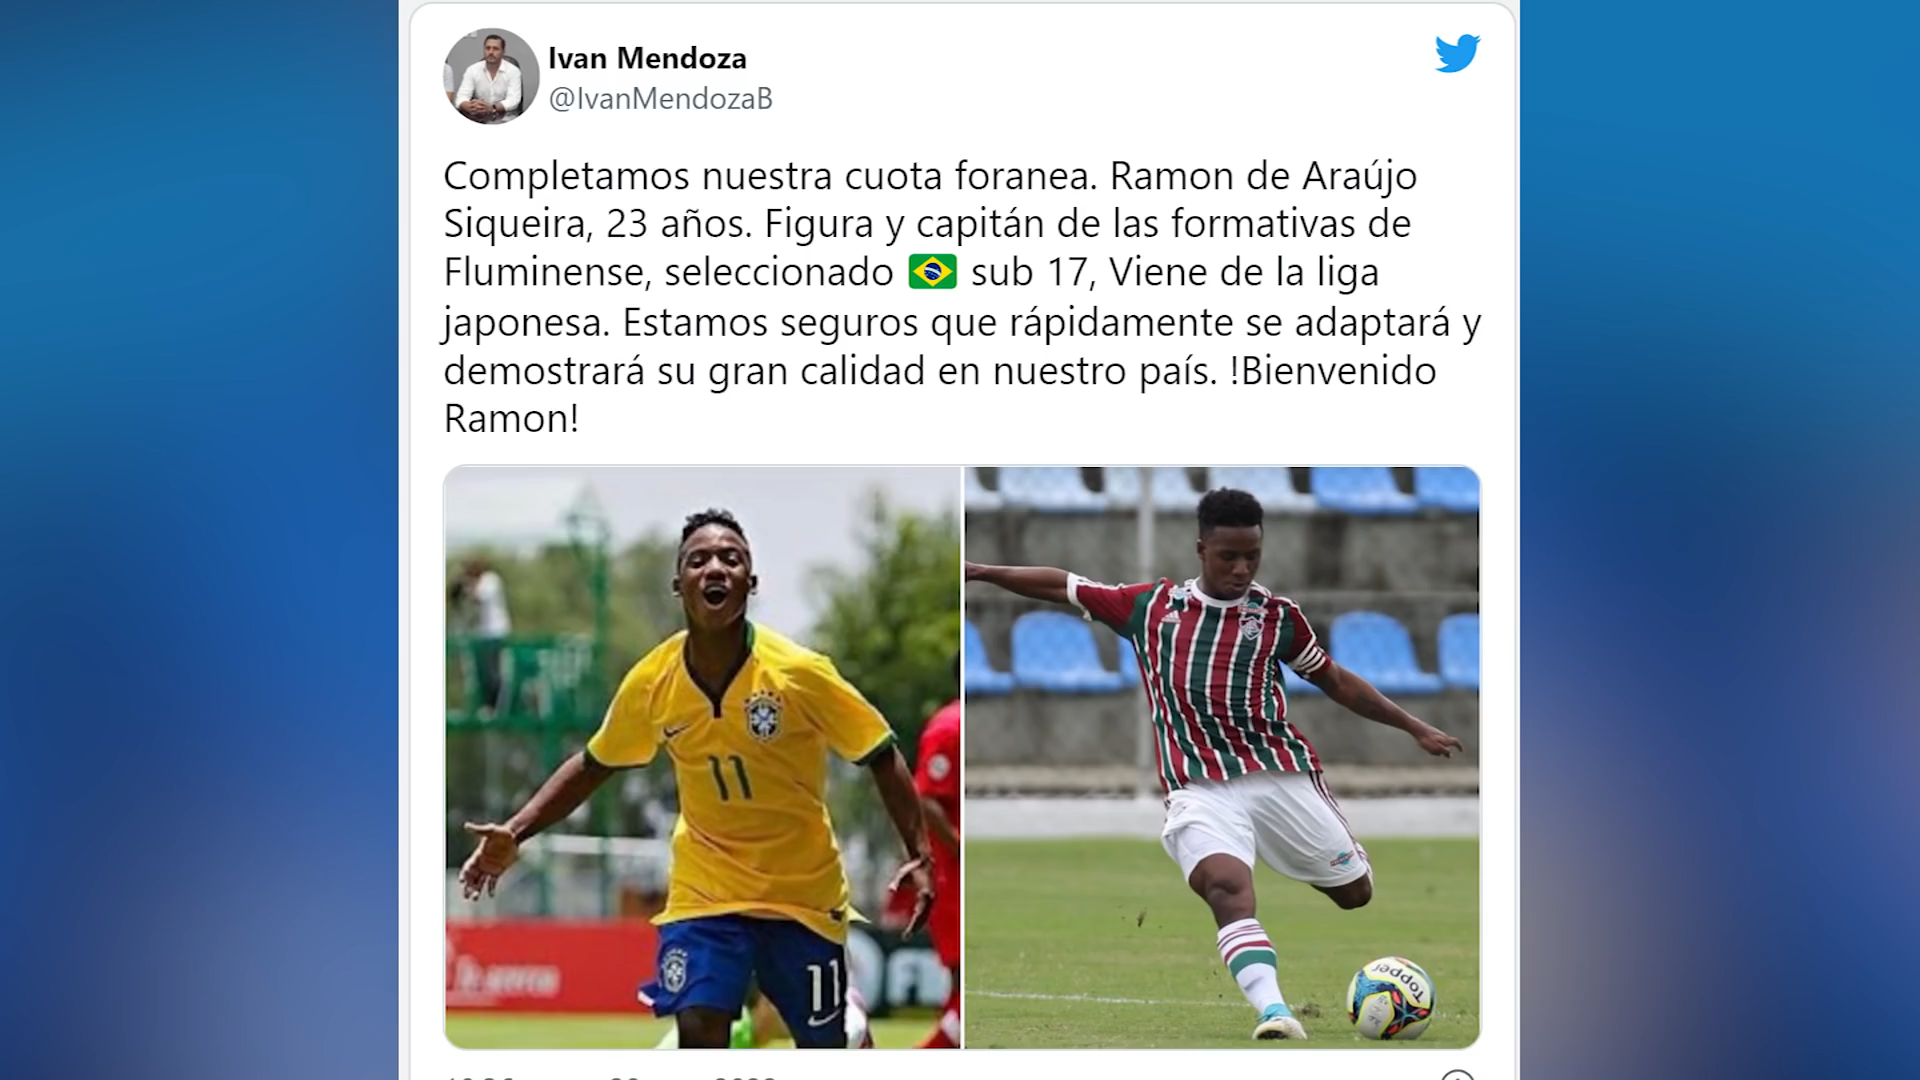 Ivan Mendoza
@IvanMendozaB
Completamos nuestra cuota foranea. Ramon de Araújo
Siqueira, 23 años. Figura y capitán de las formativas de
Fluminense, seleccionado 🇧🇷 sub 17, Viene de la liga
japonesa. Estamos seguros que rápidamente se adaptará y
demostrará su gran calidad en nuestro país. !Bienvenido
Ramon!
11
11
Topper